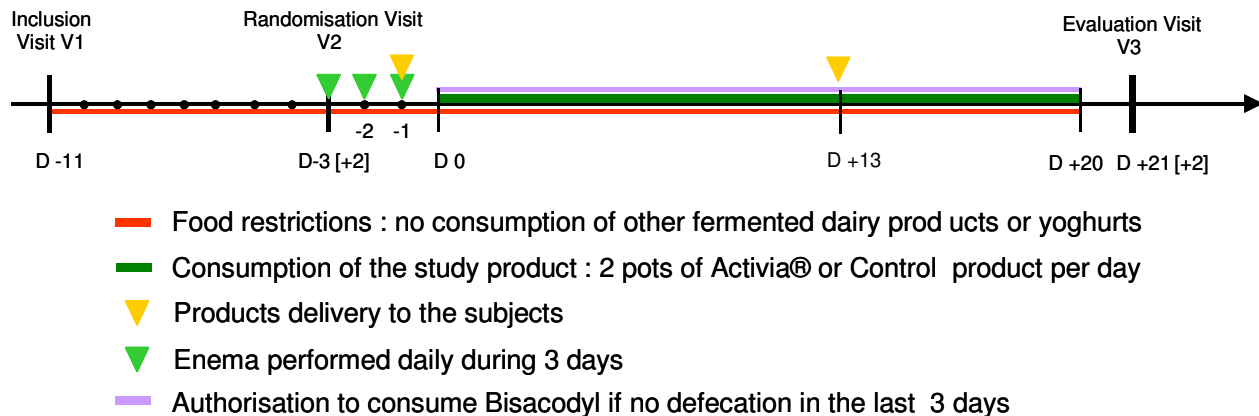 Inclusion
Visit V1
Randomisation Visit
V2
Evaluation Visit
V3
-2
-1
D -11
D-3 [+2]
D 0
D +13
D +20
D +21 [+2]
Food restrictions : no consumption of other fermented dairy prod ucts or yoghurts
Consumption of the study product : 2 pots of Activia® or Control product per day
Products delivery to the subjects
Enema performed daily during 3 days
Authorisation to consume Bisacodyl if no defecation in the last 3 days